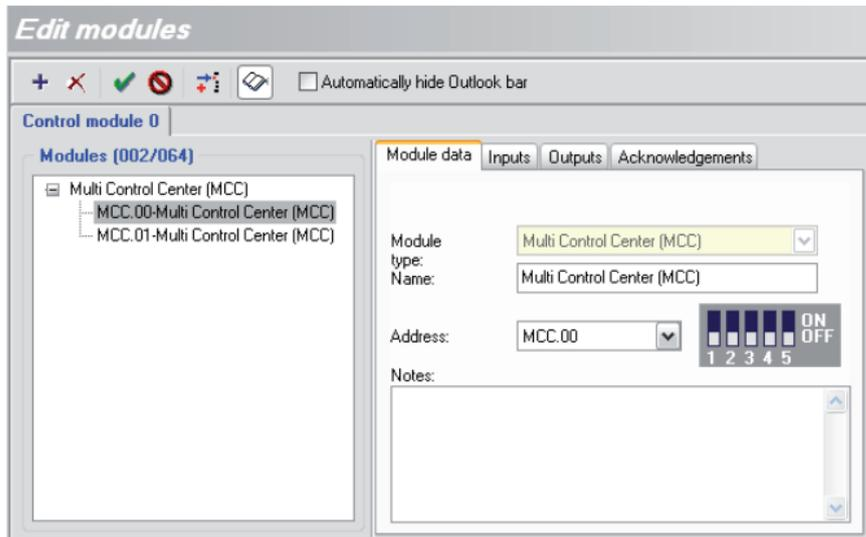 Edit modules
Automatically hide Outlook bar
Control module 0
Modules (002/064)
Multi Control Center (MCC)
MCC.00-Multi Control Center (MCC)
MCC.01-Multi Control Center (MCC)
Module data
Inputs
Outputs
Acknowledgements
Module type:
Multi Control Center (MCC)
Name:
Multi Control Center (MCC)
Address:
MCC.00
ON
OFF
1 2 3 4 5
Notes: